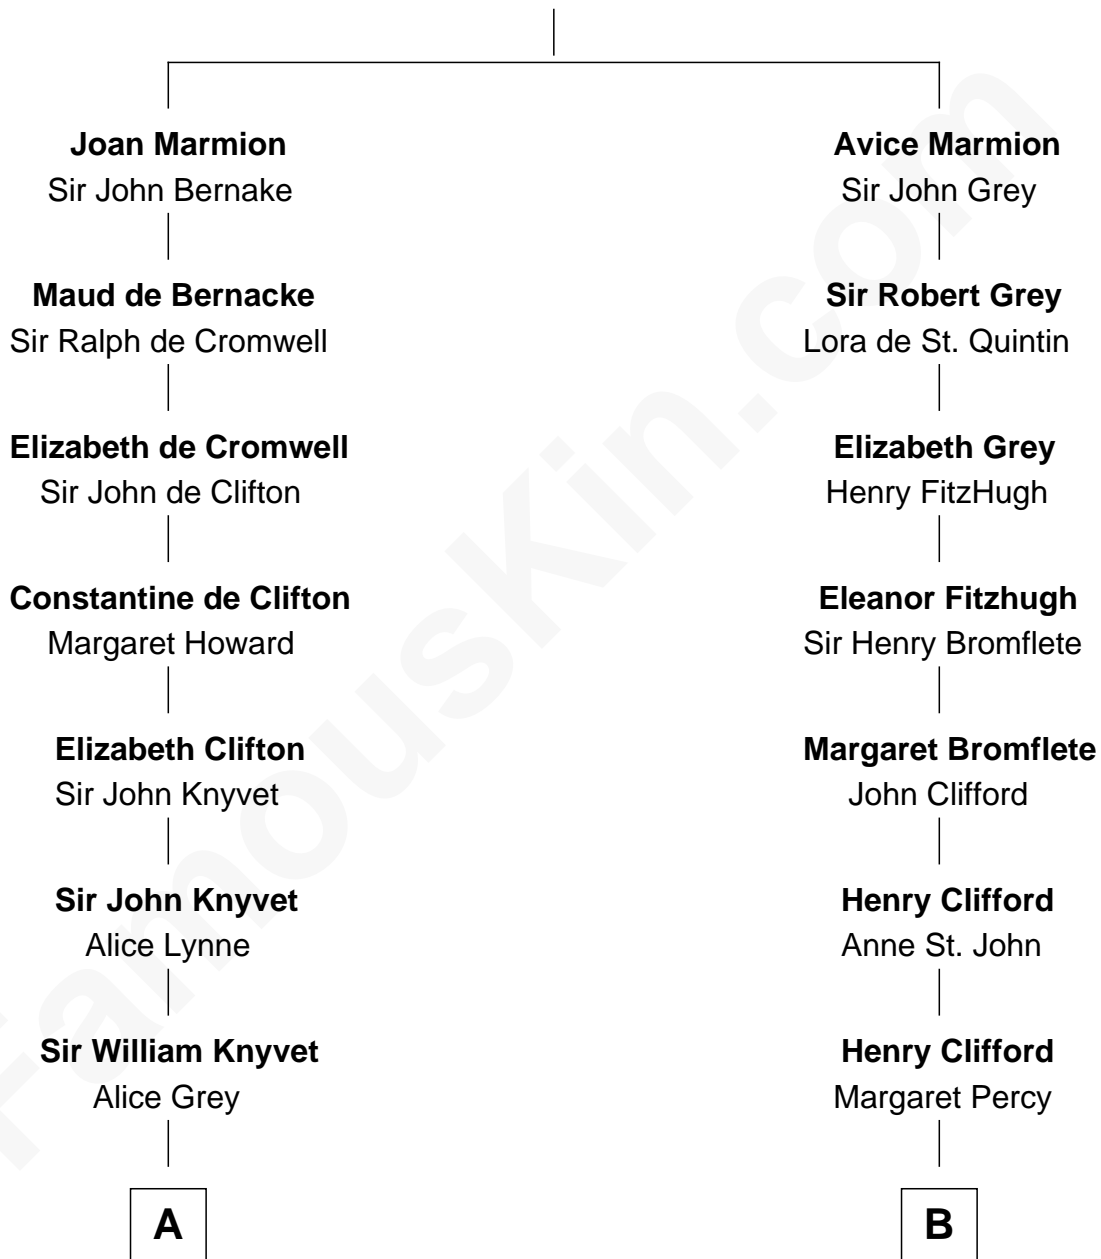 Joan Marmion
Sir John Bernake
Maud de Bernacke
Sir Ralph de Cromwell
Elizabeth de Cromwell
Sir John de Clifton
Constantine de Clifton
Margaret Howard
Elizabeth Clifton
Sir John Knyvet
Sir John Knyvet
Alice Lynne
Sir William Knyvet
Alice Grey
A
Avice Marmion
Sir John Grey
Sir Robert Grey
Lora de St. Quintin
Elizabeth Grey
Henry FitzHugh
Eleanor Fitzhugh
Sir Henry Bromflete
Margaret Bromflete
John Clifford
Henry Clifford
Anne St. John
Henry Clifford
Margaret Percy
B
FamousKin.com